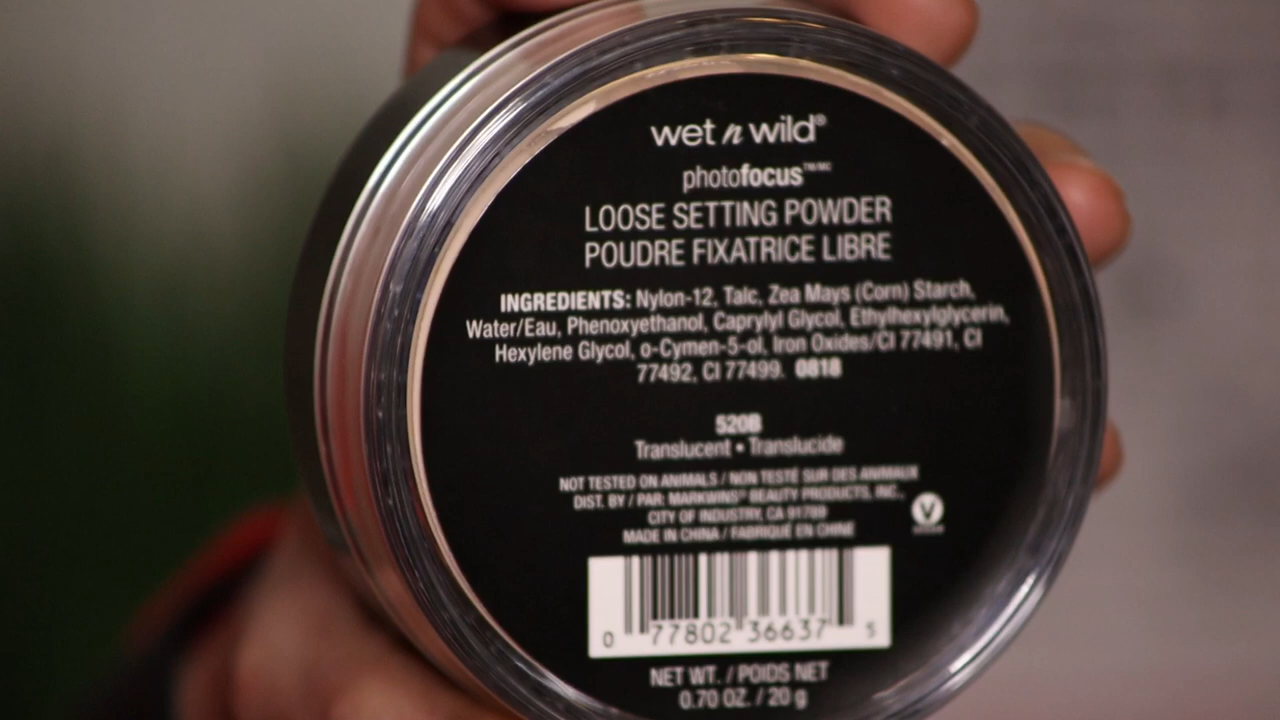 wet n wild®
photofocus™/MC
LOOSE SETTING POWDER
POUDRE FIXATRICE LIBRE
INGREDIENTS: Nylon-12, Talc, Zea Mays (Corn) Starch,
Water/Eau, Phenoxyethanol, Caprylyl Glycol, Ethylhexylglycerin,
Hexylene Glycol, o-Cymen-5-ol, Iron Oxides/CI 77491, CI
77492, CI 77499. 0818
520B
Translucent • Translucide
NOT TESTED ON ANIMALS / NON TESTÉ SUR DES ANIMAUX
DIST. BY / PAR: MARKWINS® BEAUTY PRODUCTS, INC.,
CITY OF INDUSTRY, CA 91789
MADE IN CHINA / FABRIQUÉ EN CHINE
V
0 77802 36637 5
NET WT. / POIDS NET
0.70 OZ. / 20 g